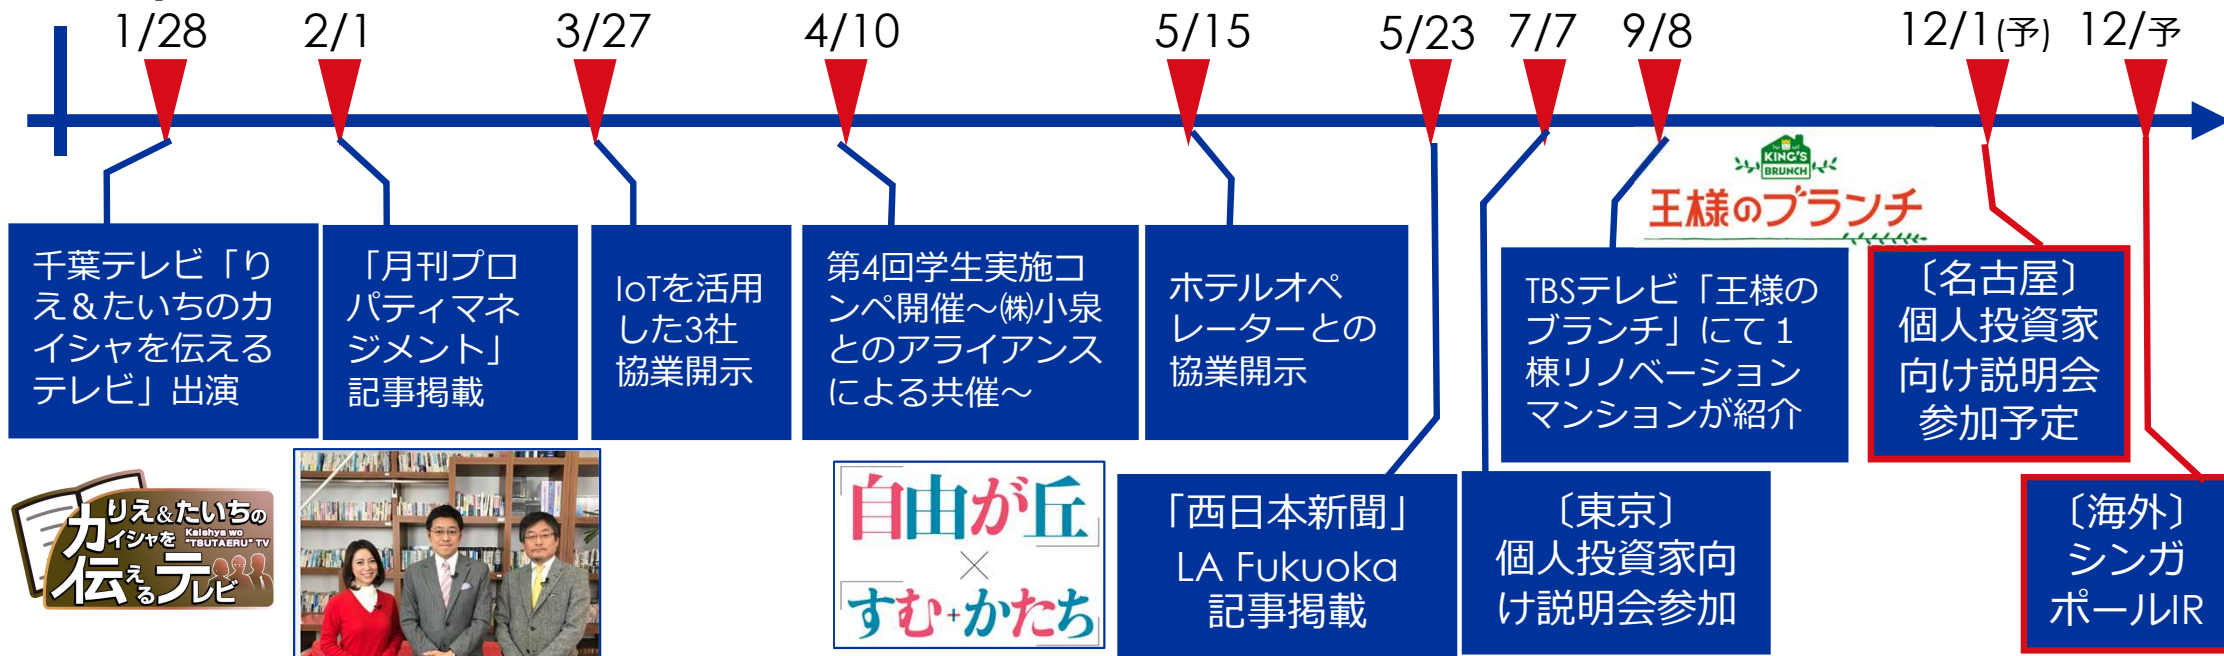 1/28
2/1
3/27
4/10
5/15
5/23
7/7
9/8
12/1(予)
12/予
千葉テレビ「り
え＆たいちのカ
イシャを伝える
テレビ」出演
「月刊プロ
パティマネ
ジメント」
記事掲載
IoTを活用
した3社
協業開示
第4回学生実施コ
ンペ開催～㈱小泉
とのアライアンス
による共催～
ホテルオペ
レーターとの
協業開示
KING'S
BRUNCH
王様のブランチ
TBSテレビ「王様の
ブランチ」にて１
棟リノベーション
マンションが紹介
〔名古屋〕
個人投資家
向け説明会
参加予定
りえ&たいちの
カイシャを
Kaishya wo
"TSUTAERU" TV
伝えるテレビ
「自由が丘」
×
「すむ+かたち」
「西日本新聞」
LA Fukuoka
記事掲載
〔東京〕
個人投資家向
け説明会参加
〔海外〕
シンガ
ポールIR